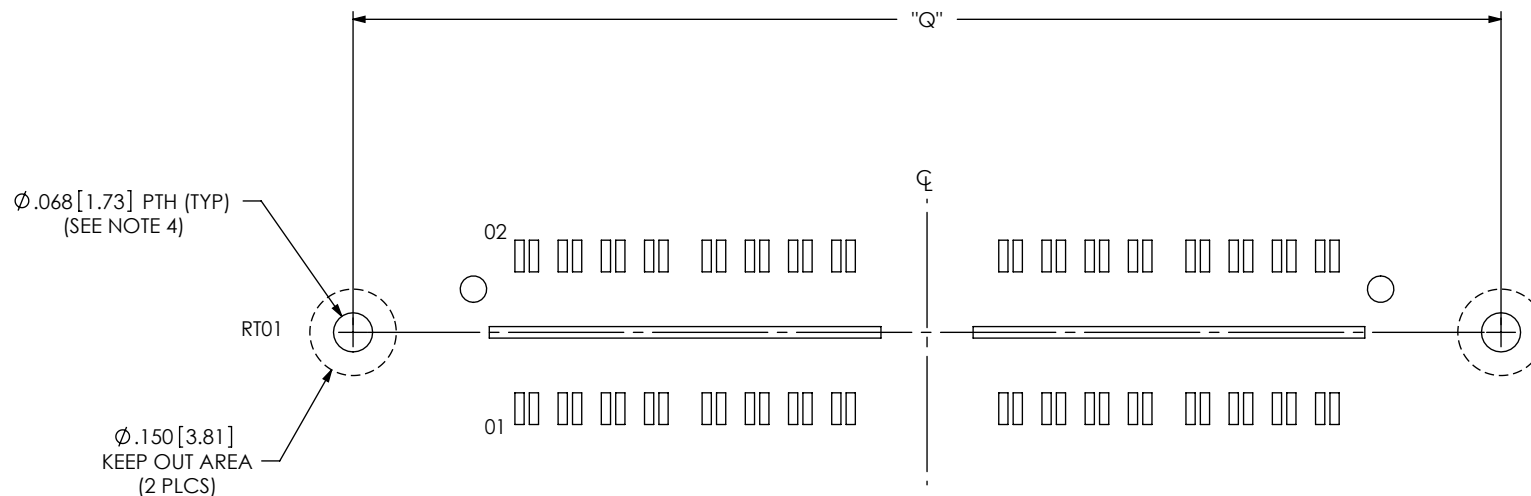 "Q"
℄
Ø.068[1.73] PTH (TYP)
(SEE NOTE 4)
02
RT01
01
Ø.150[3.81]
KEEP OUT AREA
(2 PLCS)